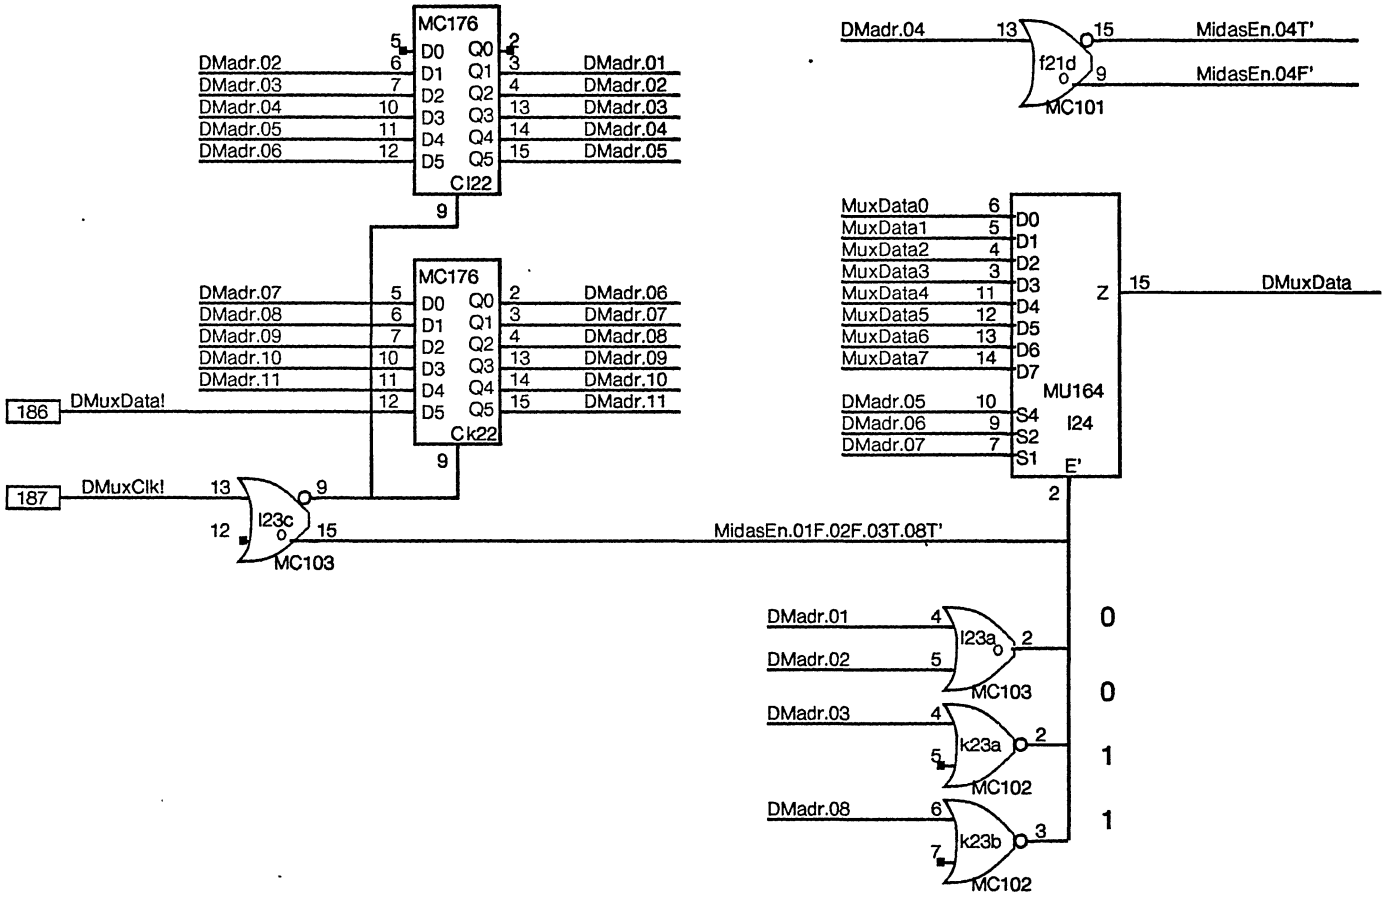 MC176
5 D0 Q0 2
DMadr.02 6 D1 Q1 3 DMadr.01
DMadr.03 7 D2 Q2 4 DMadr.02
DMadr.04 10 D3 Q3 13 DMadr.03
DMadr.05 11 D4 Q4 14 DMadr.04
DMadr.06 12 D5 Q5 15 DMadr.05
C l22
9
MC176
DMadr.07 5 D0 Q0 2 DMadr.06
DMadr.08 6 D1 Q1 3 DMadr.07
DMadr.09 7 D2 Q2 4 DMadr.08
DMadr.10 10 D3 Q3 13 DMadr.09
DMadr.11 11 D4 Q4 14 DMadr.10
186 DMuxData! 12 D5 Q5 15 DMadr.11
C k22
9
187 DMuxClk! 13 9
l23c
12 o 15 MidasEn.01F.02F.03T.08T'
MC103
DMadr.04 13 15 MidasEn.04T'
f21d
o 9 MidasEn.04F'
MC101
MuxData0 6 D0
MuxData1 5 D1
MuxData2 4 D2
MuxData3 3 D3
MuxData4 11 D4
MuxData5 12 D5
MuxData6 13 D6
MuxData7 14 D7
Z 15 DMuxData
MU164
DMadr.05 10 S4
l24
DMadr.06 9 S2
DMadr.07 7 S1
E'
2
DMadr.01 4 l23a 2 0
o
DMadr.02 5
MC103
0
DMadr.03 4 k23a 2 1
5
MC102
1
DMadr.08 6 k23b 3
7
MC102